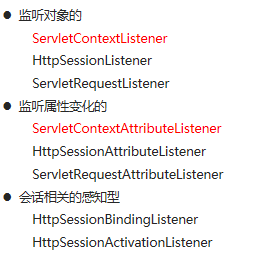 ● 监听对象的
ServletContextListener
HttpSessionListener
ServletRequestListener
● 监听属性变化的
ServletContextAttributeListener
HttpSessionAttributeListener
ServletRequestAttributeListener
● 会话相关的感知型
HttpSessionBindingListener
HttpSessionActivationListener